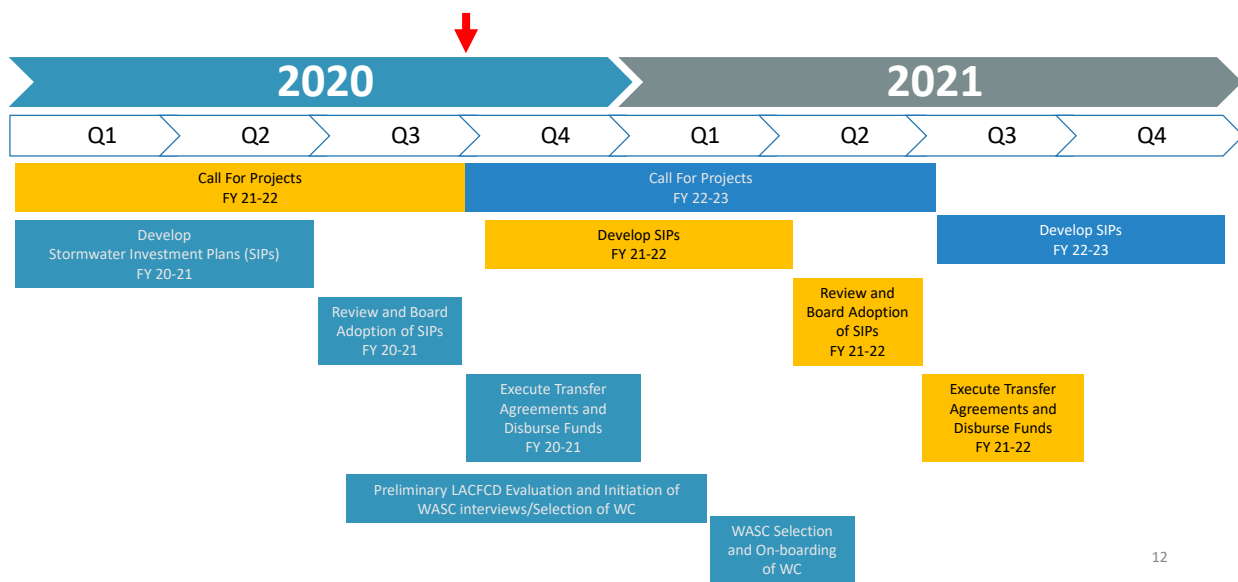 2020
2021
Q1
Q2
Q3
Q4
Q1
Q2
Q3
Q4
Call For Projects
FY 21-22
Call For Projects
FY 22-23
Develop
Stormwater Investment Plans (SIPs)
FY 20-21
Develop SIPs
FY 21-22
Develop SIPs
FY 22-23
Review and Board
Adoption of SIPs
FY 20-21
Review and
Board Adoption
of SIPs
FY 21-22
Execute Transfer
Agreements and
Disburse Funds
FY 20-21
Execute Transfer
Agreements and
Disburse Funds
FY 21-22
Preliminary LACFCD Evaluation and Initiation of
WASC interviews/Selection of WC
WASC Selection
and On-boarding
of WC
12